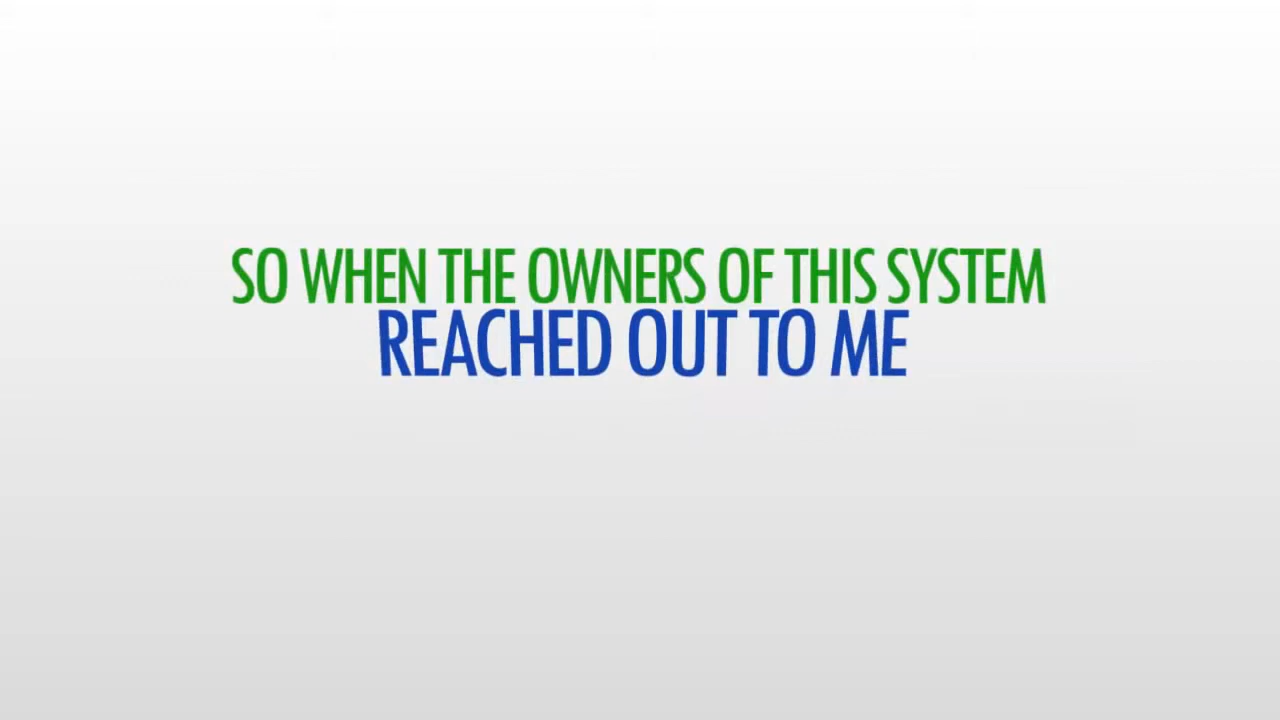 SO WHEN THE OWNERS OF THIS SYSTEM
REACHED OUT TO ME